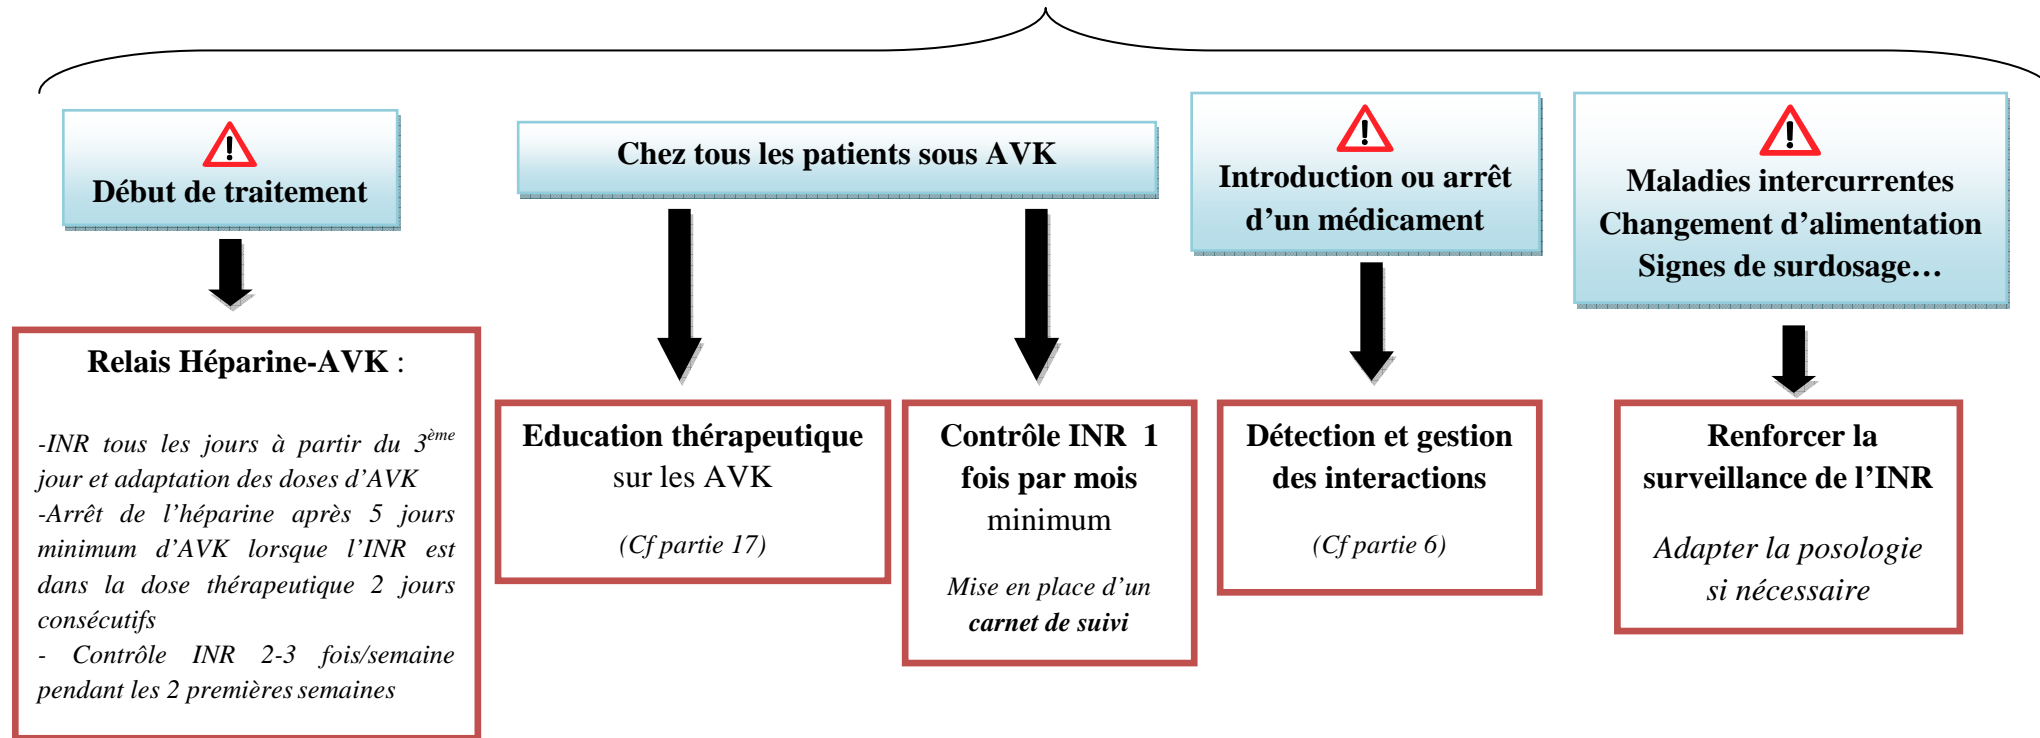 Début de traitement
Relais Héparine-AVK :
-INR tous les jours à partir du 3ème
jour et adaptation des doses d’AVK
-Arrêt de l’héparine après 5 jours
minimum d’AVK lorsque l’INR est
dans la dose thérapeutique 2 jours
consécutifs
- Contrôle INR 2-3 fois/semaine
pendant les 2 premières semaines
Chez tous les patients sous AVK
Education thérapeutique
sur les AVK
(Cf partie 17)
Contrôle INR 1
fois par mois
minimum
Mise en place d’un
carnet de suivi
Introduction ou arrêt
d’un médicament
Détection et gestion
des interactions
(Cf partie 6)
Maladies intercurrentes
Changement d’alimentation
Signes de surdosage…
Renforcer la
surveillance de l’INR
Adapter la posologie
si nécessaire